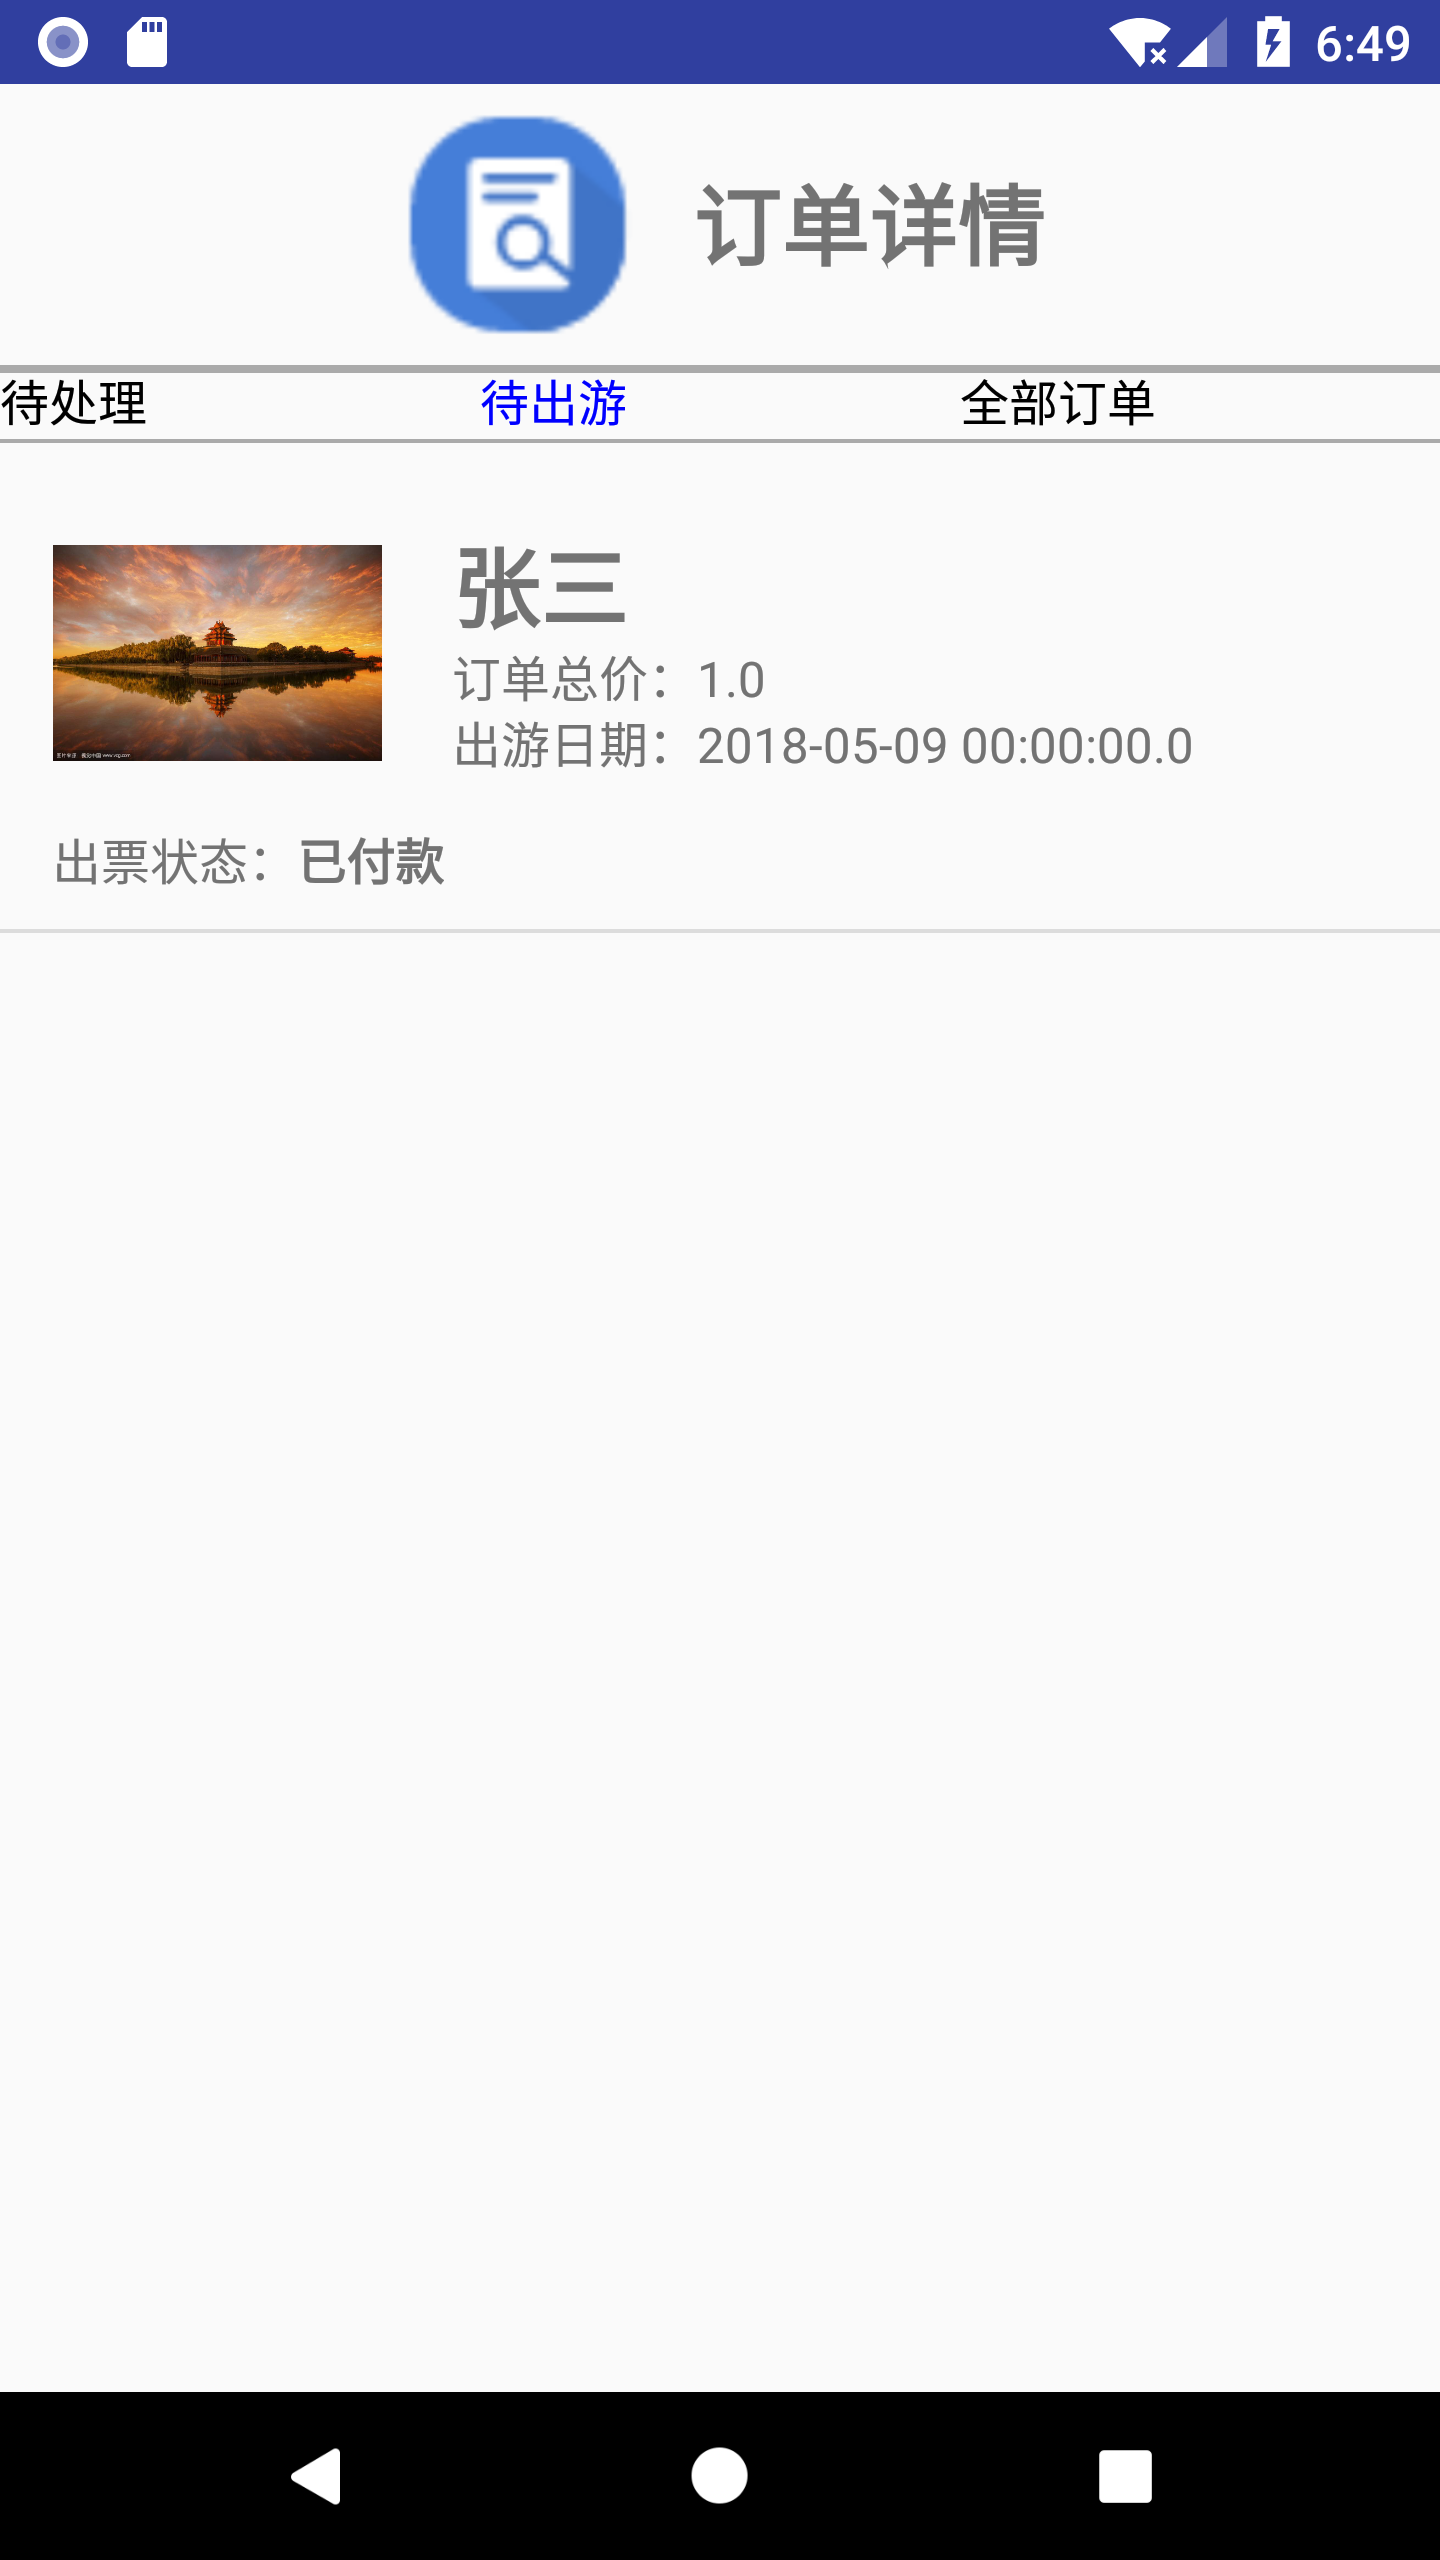 6:49
订单详情
待处理 待出游 全部订单
张三
订单总价：1.0
出游日期：2018-05-09 00:00:00.0
出票状态：已付款